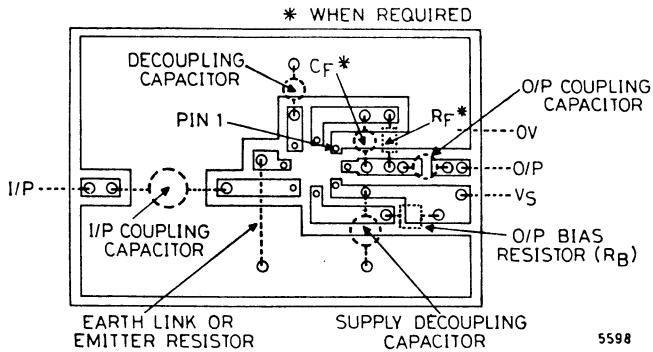 * WHEN REQUIRED
DECOUPLING
CAPACITOR
CF*
O/P COUPLING
CAPACITOR
PIN 1
RF*
OV
O/P
I/P
VS
I/P COUPLING
CAPACITOR
O/P BIAS
RESISTOR (RB)
EARTH LINK OR
EMITTER RESISTOR
SUPPLY DECOUPLING
CAPACITOR
5598